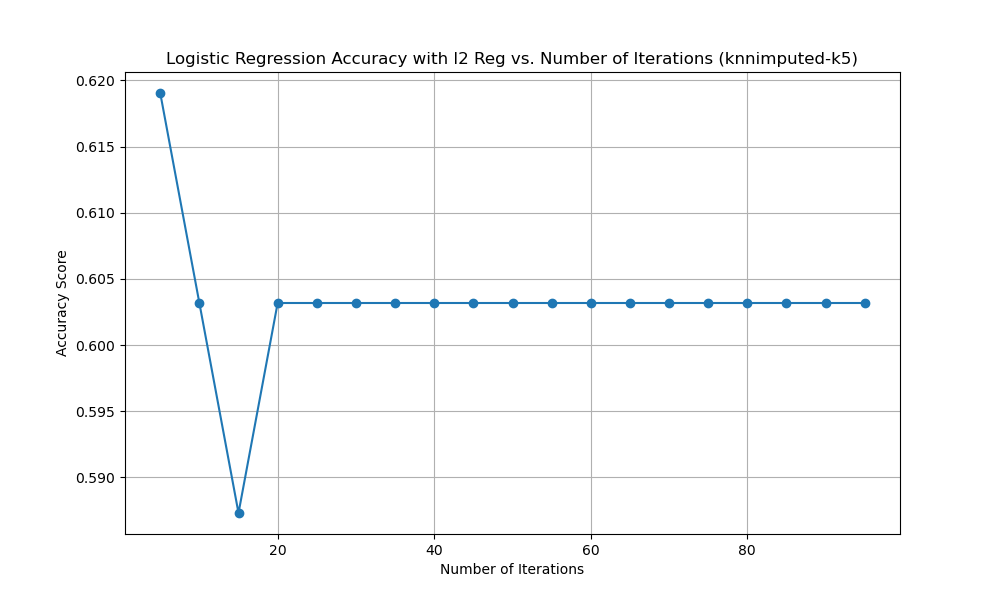 Logistic Regression Accuracy with l2 Reg vs. Number of Iterations (knnimputed-k5)
0.620
0.615
0.610
0.605
0.600
0.595
0.590
Accuracy Score
20 40 60 80
Number of Iterations